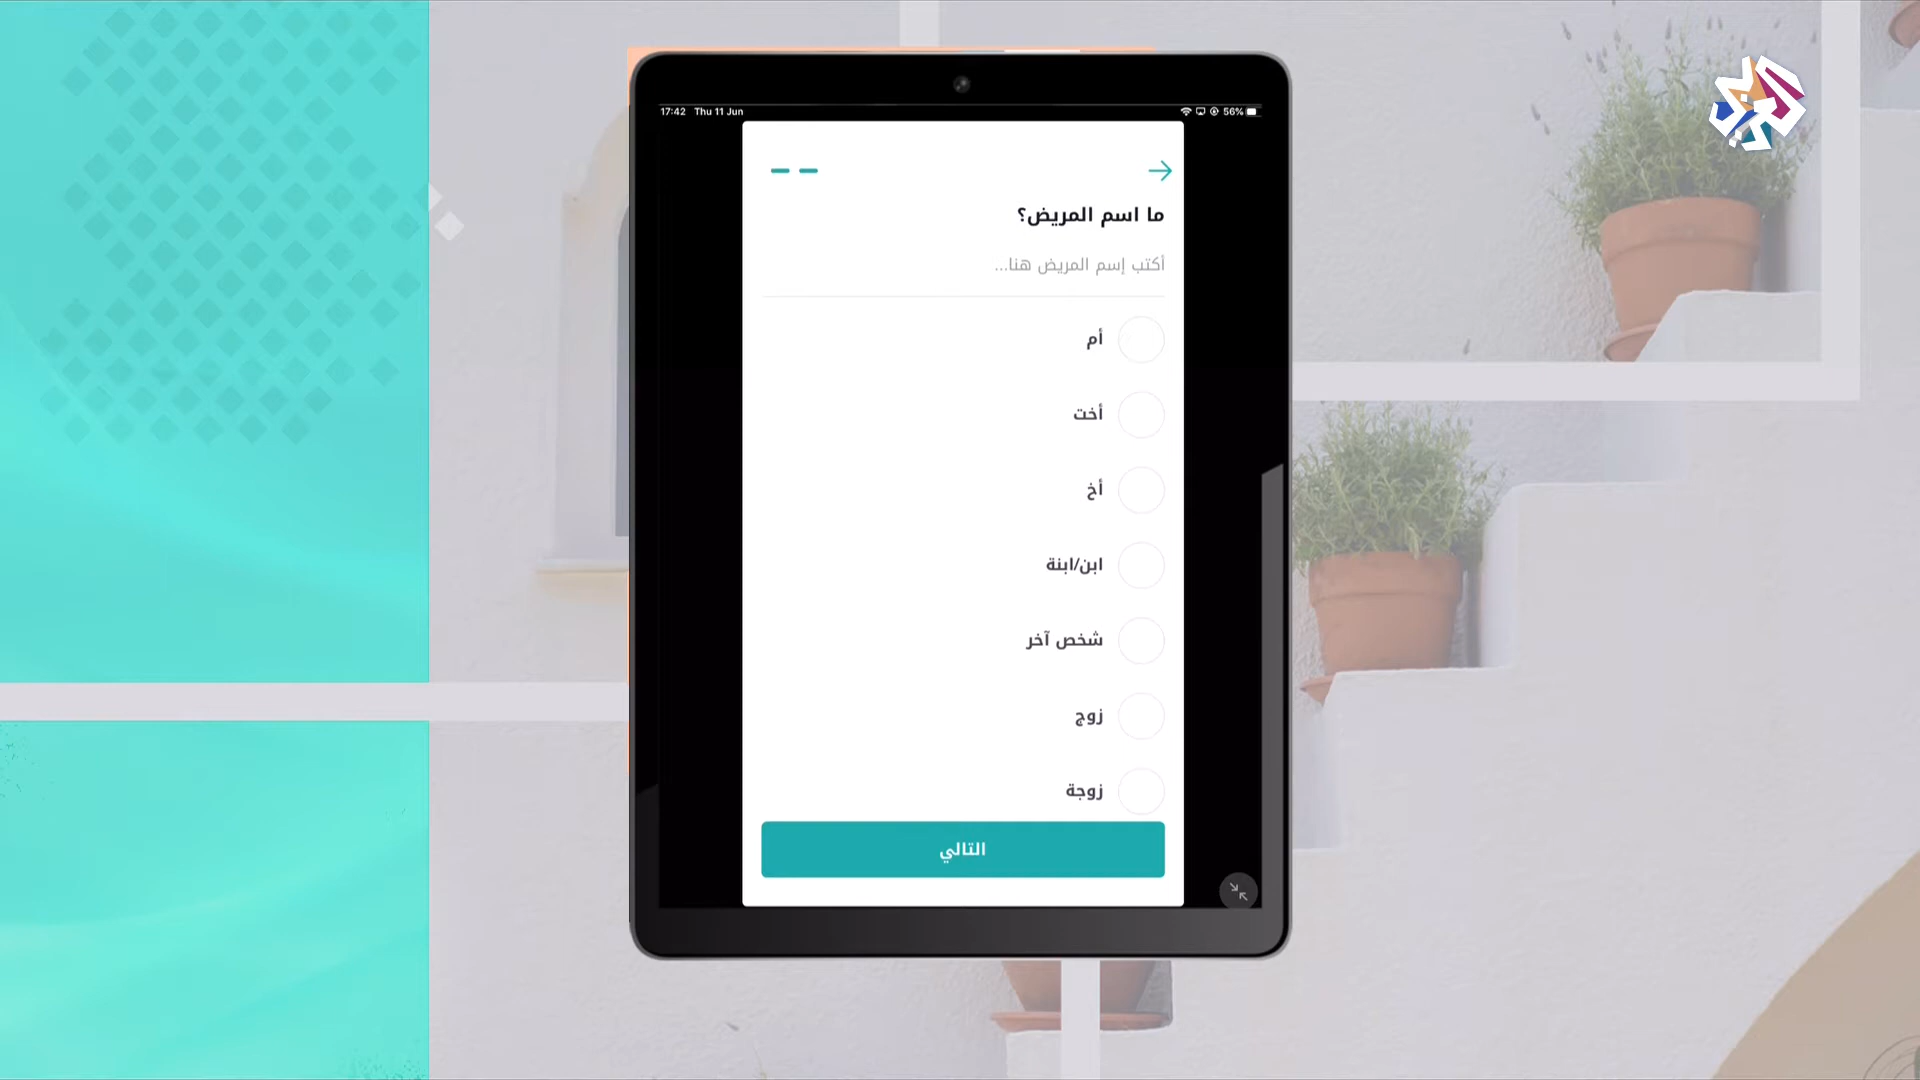 17:42 Thu 11 Jun 56%
ما اسم المريض؟
أكتب إسم المريض هنا...
أم
أخت
أخ
ابن/ابنة
شخص آخر
زوج
زوجة
التالي